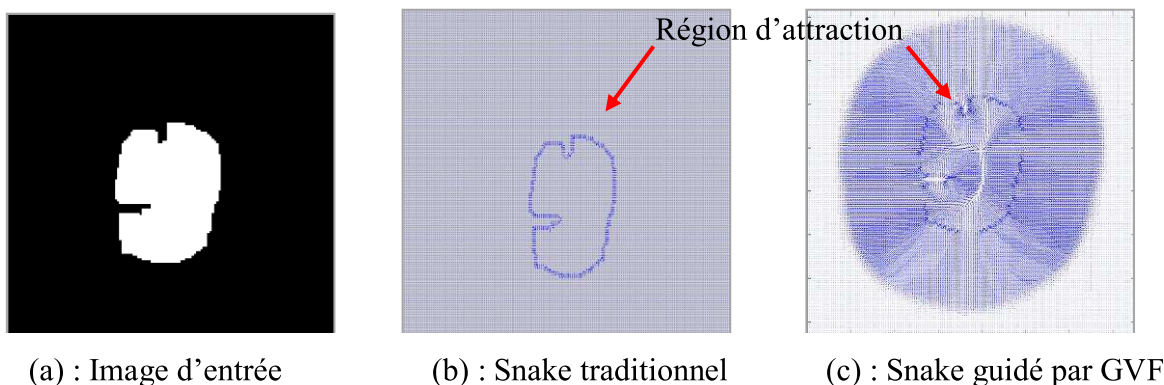 Région d’attraction
(a) : Image d’entrée
(b) : Snake traditionnel
(c) : Snake guidé par GVF